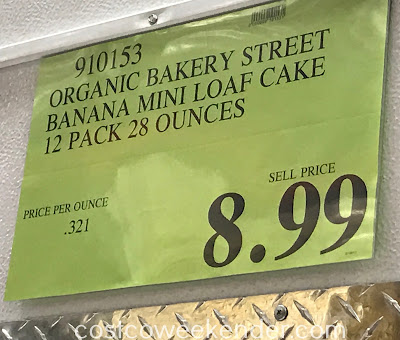 910153
ORGANIC BAKERY STREET
BANANA MINI LOAF CAKE
12 PACK 28 OUNCES
PRICE PER OUNCE
.321
SELL PRICE
8.99
costcoweekender.com